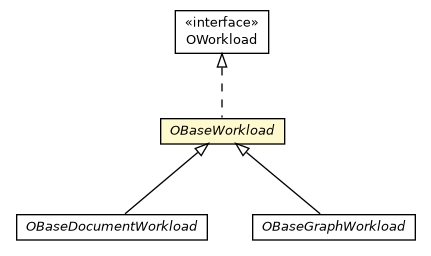 «interface»
OWorkload
OBaseWorkload
OBaseDocumentWorkload
OBaseGraphWorkload